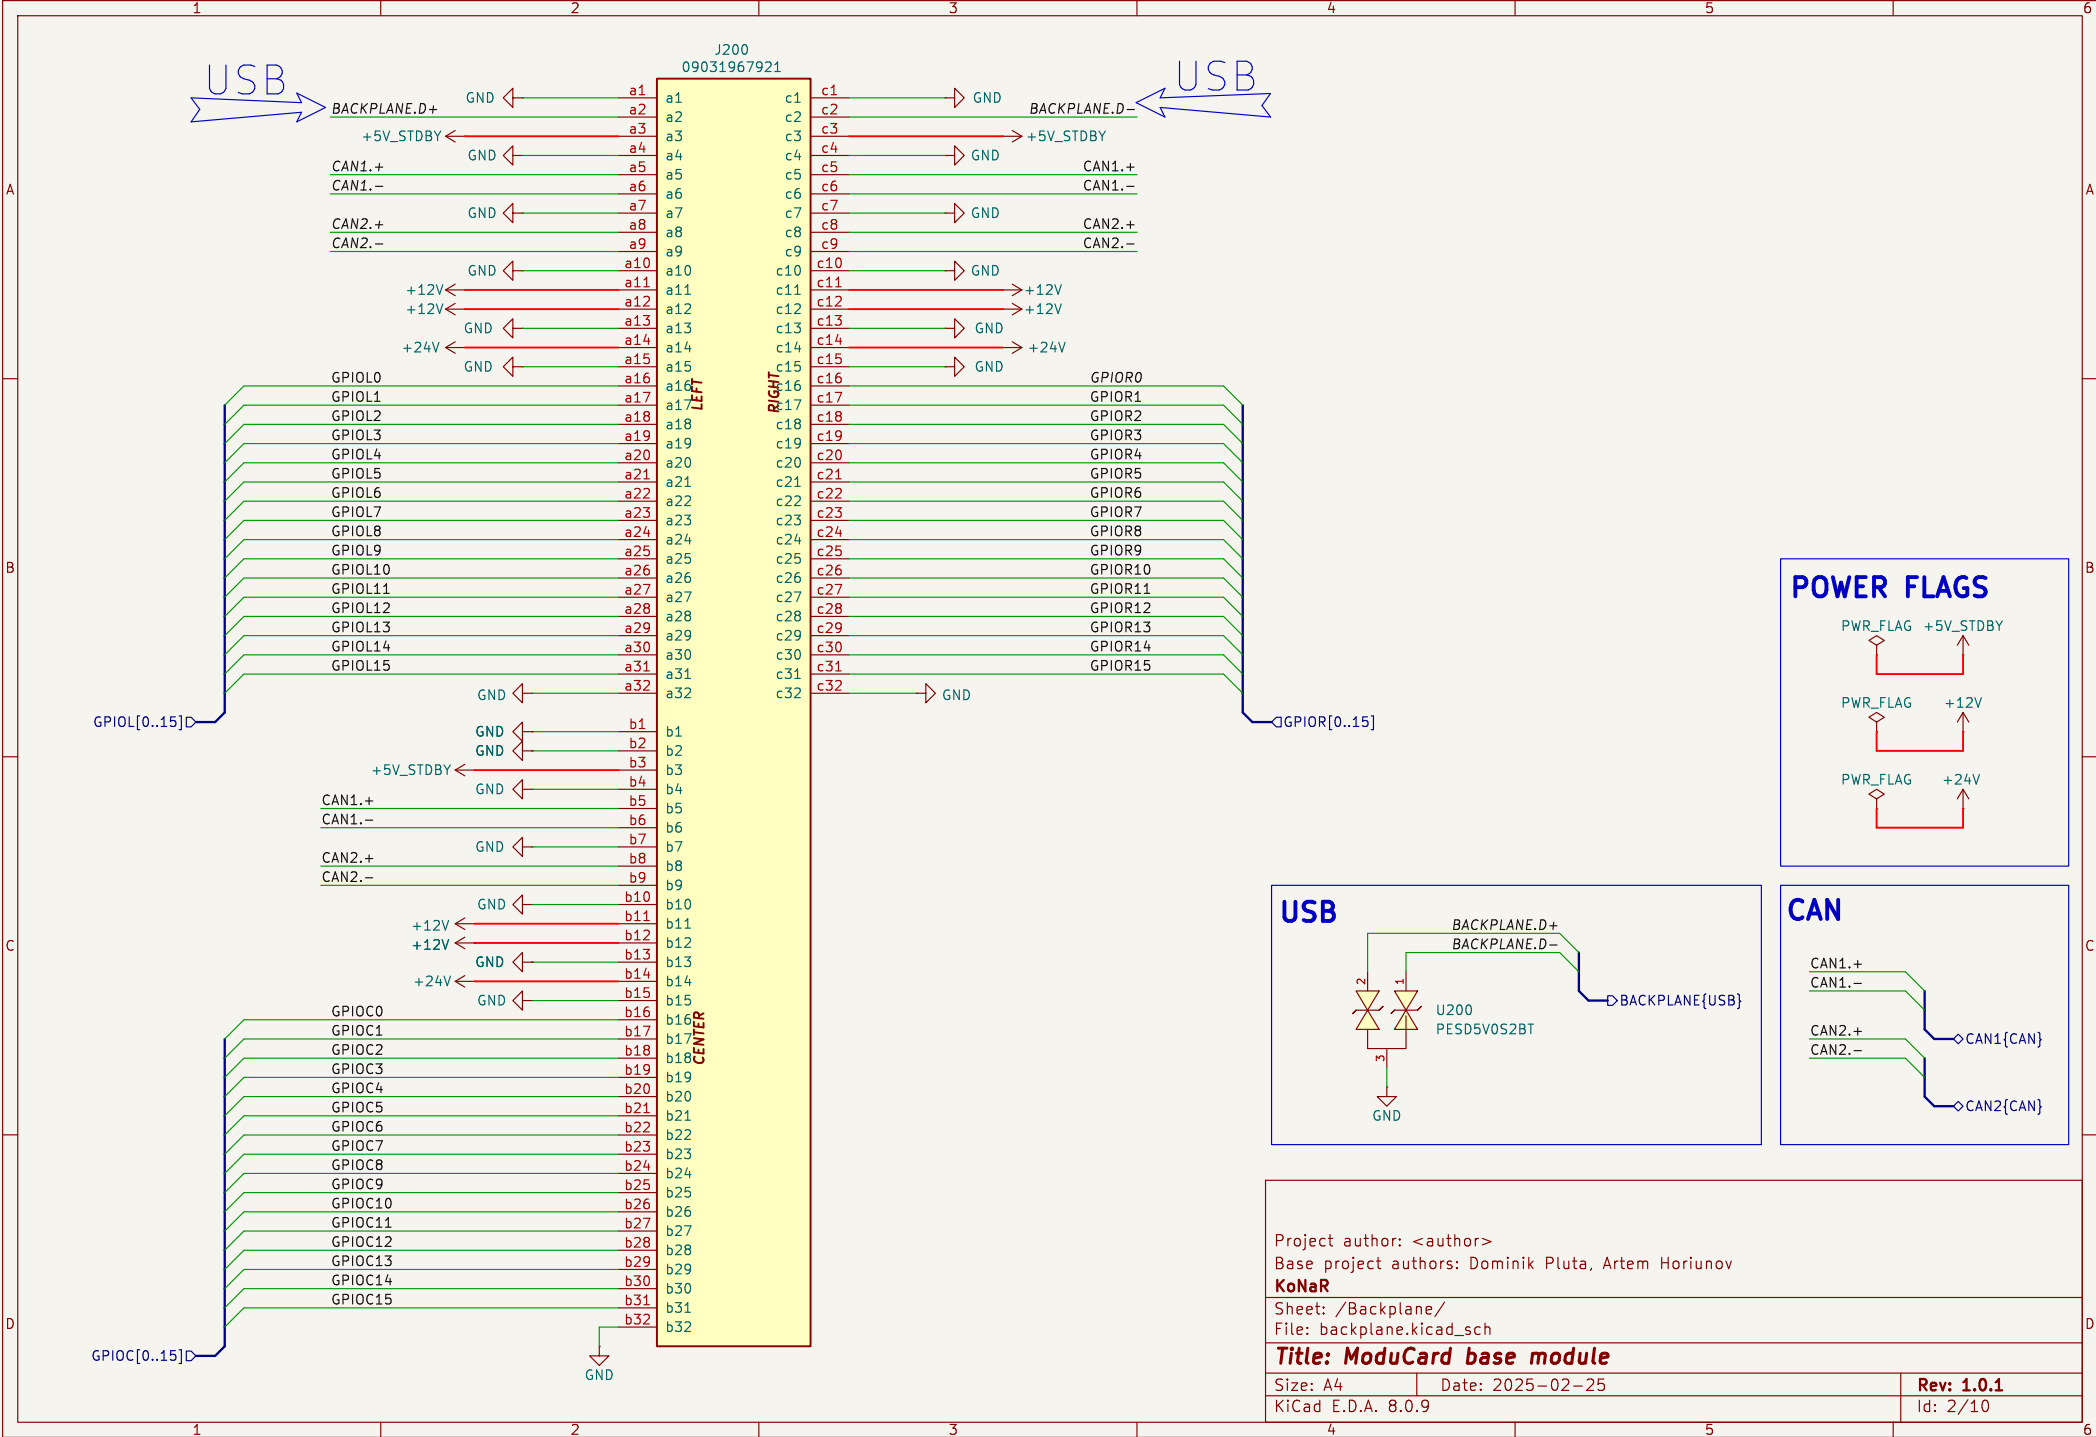 1 2 3 4 5 6
J200
09031967921
USB
USB
BACKPLANE.D+
BACKPLANE.D-
GND a1 a1 c1 c1 GND
a2 a2 c2 c2
+5V_STDBY a3 a3 c3 c3 +5V_STDBY
GND a4 a4 c4 c4 GND
CAN1.+ a5 a5 c5 c5 CAN1.+
CAN1.- a6 a6 c6 c6 CAN1.-
A A
GND a7 a7 c7 c7 GND
CAN2.+ a8 a8 c8 c8 CAN2.+
CAN2.- a9 a9 c9 c9 CAN2.-
GND a10 a10 c10 c10 GND
+12V a11 a11 c11 c11 +12V
+12V a12 a12 c12 c12 +12V
GND a13 a13 c13 c13 GND
+24V a14 a14 c14 c14 +24V
GND a15 a15 c15 c15 GND
GPIOL0 a16 a16 c16 c16 GPIOR0
LEFT RIGHT
GPIOL1 a17 a17 c17 c17 GPIOR1
GPIOL2 a18 a18 c18 c18 GPIOR2
GPIOL3 a19 a19 c19 c19 GPIOR3
GPIOL4 a20 a20 c20 c20 GPIOR4
GPIOL5 a21 a21 c21 c21 GPIOR5
GPIOL6 a22 a22 c22 c22 GPIOR6
GPIOL7 a23 a23 c23 c23 GPIOR7
GPIOL8 a24 a24 c24 c24 GPIOR8
GPIOL9 a25 a25 c25 c25 GPIOR9
B B
GPIOL10 a26 a26 c26 c26 GPIOR10
GPIOL11 a27 a27 c27 c27 GPIOR11
GPIOL12 a28 a28 c28 c28 GPIOR12
GPIOL13 a29 a29 c29 c29 GPIOR13
GPIOL14 a30 a30 c30 c30 GPIOR14
GPIOL15 a31 a31 c31 c31 GPIOR15
GND a32 a32 c32 c32 GND
GPIOL[0..15] GPIOR[0..15]
GND b1 b1
GND b2 b2
+5V_STDBY b3 b3
GND b4 b4
CAN1.+ b5 b5
CAN1.- b6 b6
GND b7 b7
CAN2.+ b8 b8
CAN2.- b9 b9
GND b10 b10
+12V b11 b11
+12V b12 b12
C C
GND b13 b13
+24V b14 b14
GND b15 b15
GPIOC0 b16 b16
CENTER
GPIOC1 b17 b17
GPIOC2 b18 b18
GPIOC3 b19 b19
GPIOC4 b20 b20
GPIOC5 b21 b21
GPIOC6 b22 b22
GPIOC7 b23 b23
GPIOC8 b24 b24
GPIOC9 b25 b25
GPIOC10 b26 b26
GPIOC11 b27 b27
GPIOC12 b28 b28
GPIOC13 b29 b29
GPIOC14 b30 b30
GPIOC15 b31 b31
b32 b32
D D
GPIOC[0..15]
GND
POWER FLAGS
PWR_FLAG +5V_STDBY
PWR_FLAG +12V
PWR_FLAG +24V
USB
BACKPLANE.D+
BACKPLANE.D-
2 1
BACKPLANE{USB}
U200
PESD5V0S2BT
3
GND
CAN
CAN1.+
CAN1.-
CAN1{CAN}
CAN2.+
CAN2.-
CAN2{CAN}
Project author: <author>
Base project authors: Dominik Pluta, Artem Horiunov
KoNaR
Sheet: /Backplane/
File: backplane.kicad_sch
Title: ModuCard base module
Size: A4 Date: 2025-02-25 Rev: 1.0.1
KiCad E.D.A. 8.0.9 Id: 2/10
1 2 3 4 5 6